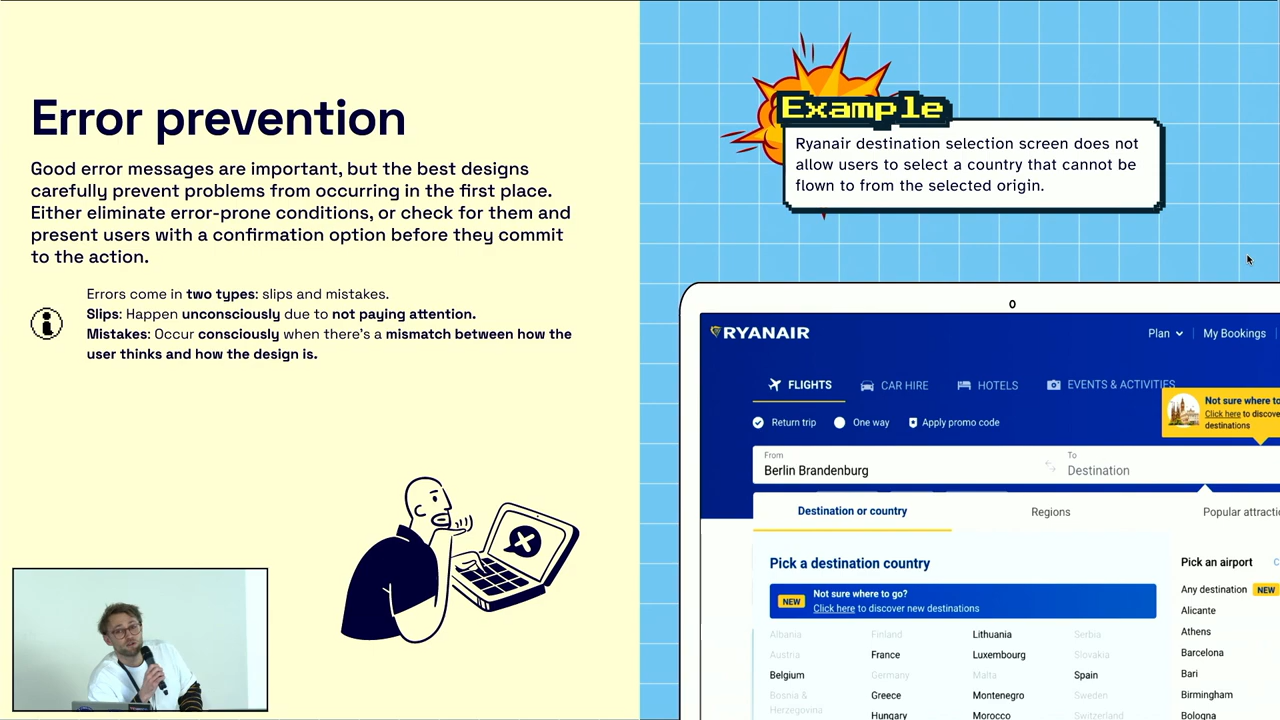 Error prevention
Good error messages are important, but the best designs
carefully prevent problems from occurring in the first place.
Either eliminate error-prone conditions, or check for them and
present users with a confirmation option before they commit
to the action.
Errors come in two types: slips and mistakes.
Slips: Happen unconsciously due to not paying attention.
Mistakes: Occur consciously when there's a mismatch between how the
user thinks and how the design is.
Example
Ryanair destination selection screen does not
allow users to select a country that cannot be
flown to from the selected origin.
RYANAIR
Plan
My Bookings
FLIGHTS
CAR HIRE
HOTELS
EVENTS & ACTIVITIES
Not sure where to
Click here to discover
destinations
Return trip
One way
Apply promo code
From
Berlin Brandenburg
To
Destination
Destination or country
Regions
Popular attracti
Pick a destination country
NEW
Not sure where to go?
Click here to discover new destinations
Albania
Finland
Lithuania
Serbia
Austria
France
Luxembourg
Slovakia
Belgium
Germany
Malta
Spain
Bosnia &
Herzegovina
Greece
Montenegro
Sweden
Hungary
Morocco
Switzerland
Pick an airport
C
Any destination NEW
Alicante
Athens
Barcelona
Bari
Birmingham
Bologna